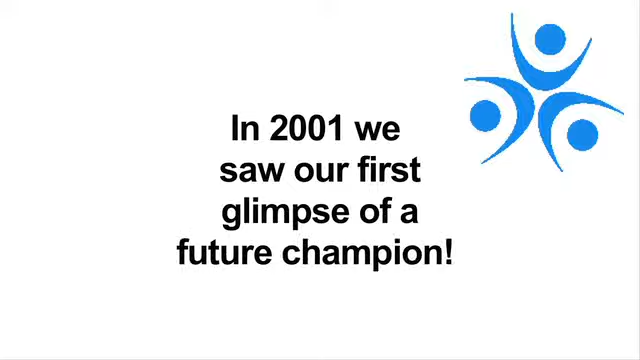 In 2001 we
saw our first
glimpse of a
future champion!